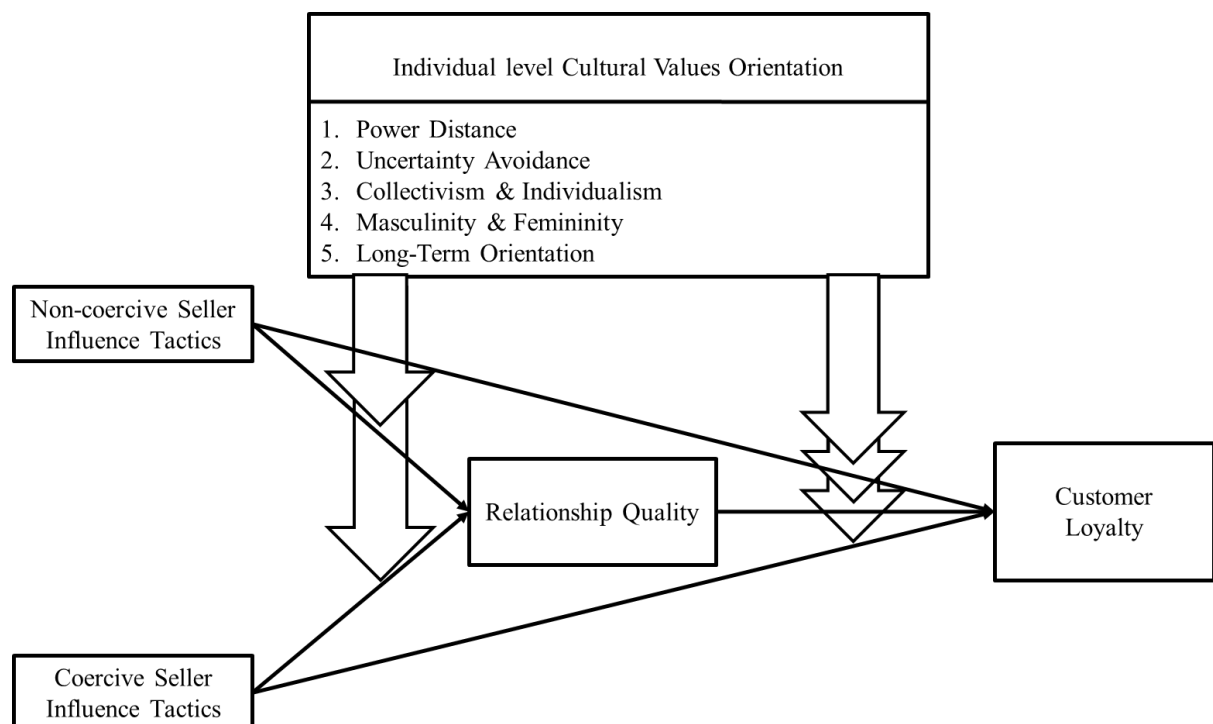 Individual level Cultural Values Orientation
1. Power Distance
2. Uncertainty Avoidance
3. Collectivism & Individualism
4. Masculinity & Femininity
5. Long-Term Orientation
Non-coercive Seller
Influence Tactics
Relationship Quality
Customer
Loyalty
Coercive Seller
Influence Tactics